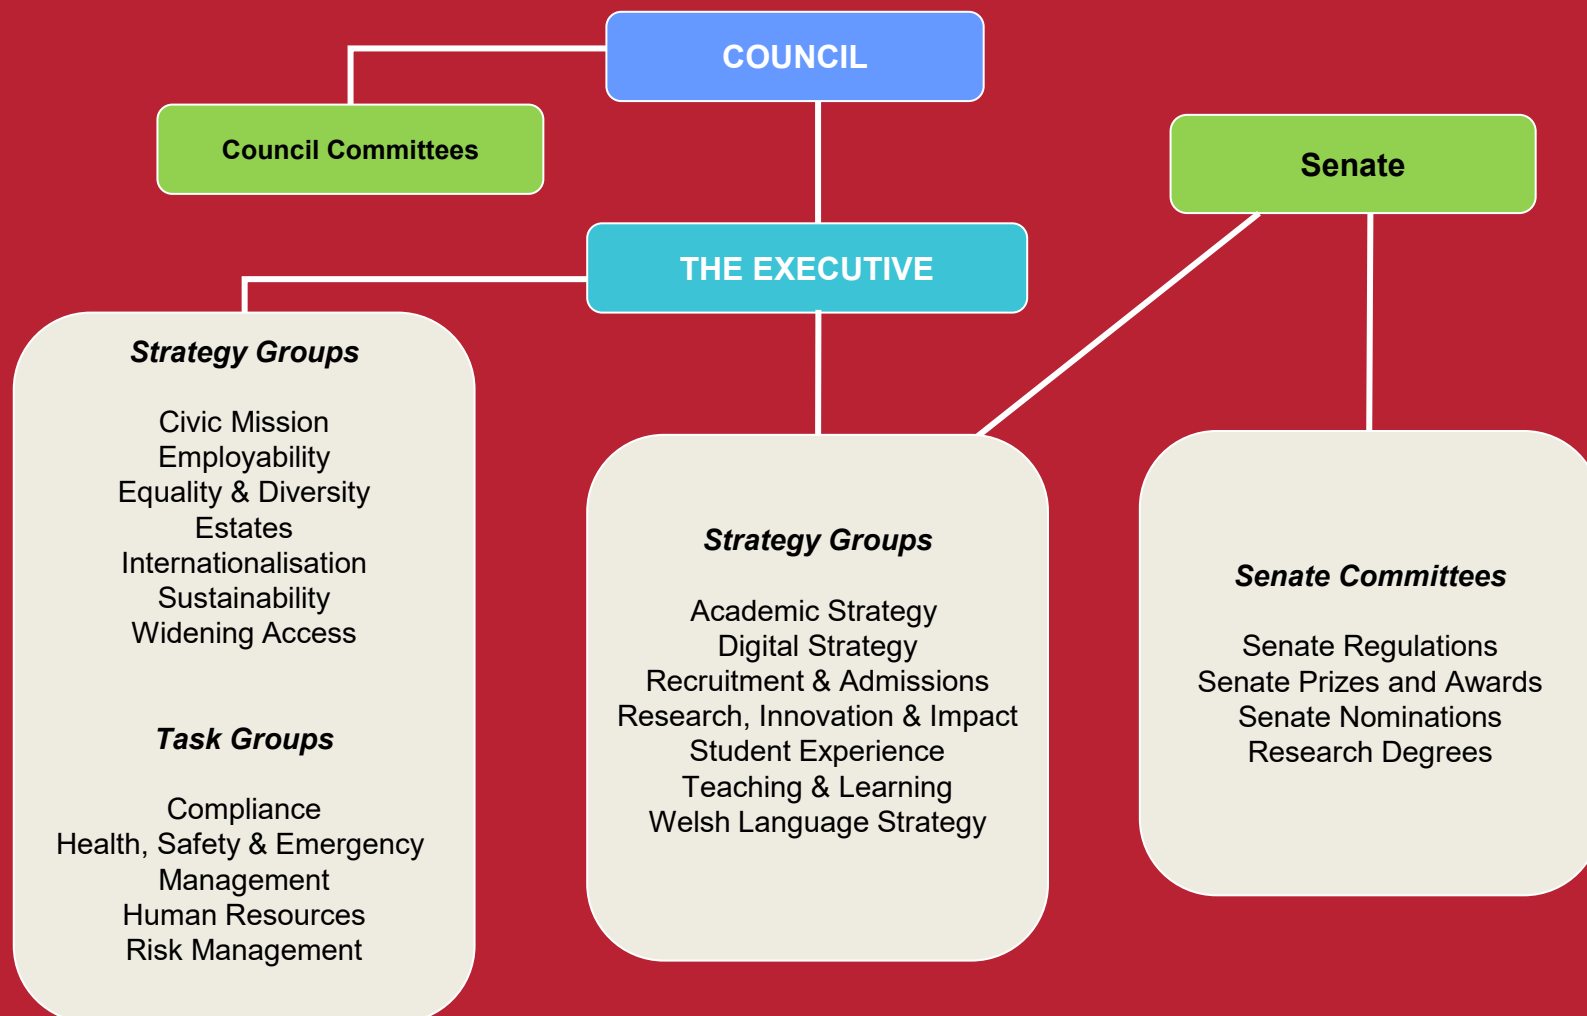 COUNCIL
Council Committees
Senate
THE EXECUTIVE
Strategy Groups
Civic Mission
Employability
Equality & Diversity
Estates
Internationalisation
Sustainability
Widening Access
Task Groups
Compliance
Health, Safety & Emergency
Management
Human Resources
Risk Management
Strategy Groups
Academic Strategy
Digital Strategy
Recruitment & Admissions
Research, Innovation & Impact
Student Experience
Teaching & Learning
Welsh Language Strategy
Senate Committees
Senate Regulations
Senate Prizes and Awards
Senate Nominations
Research Degrees